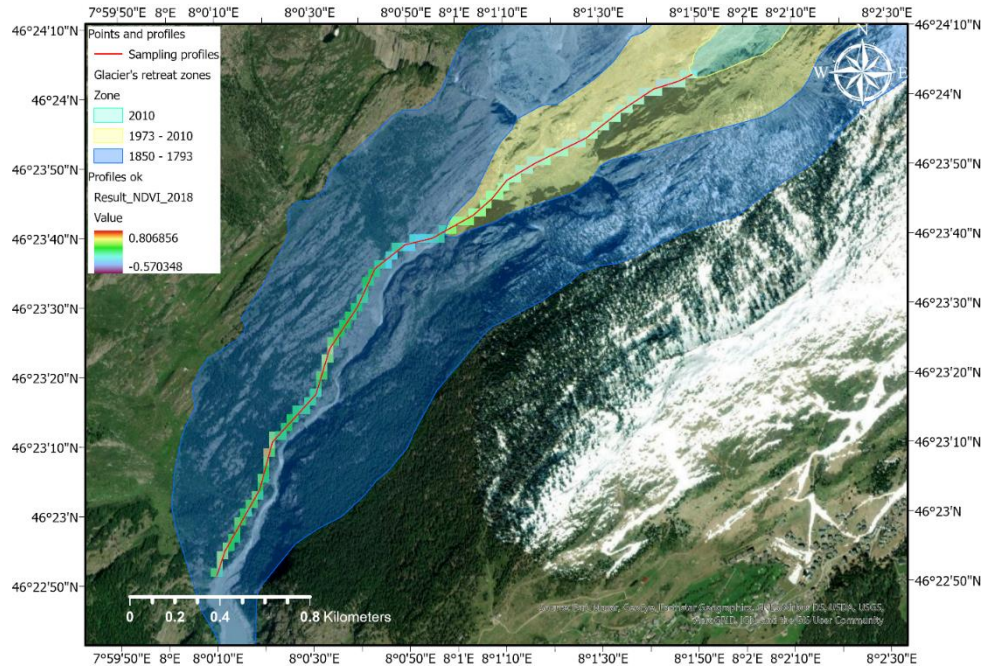 7°59'50"E 8°E 8°0'10"E 8°0'30"E 8°0'50"E 8°1'E 8°1'10"E 8°1'30"E 8°1'50"E 8°2'E 8°2'10"E 8°2'30"E
46°24'10"N
46°24'N
46°23'50"N
46°23'40"N
46°23'30"N
46°23'20"N
46°23'10"N
46°23'N
46°22'50"N
Points and profiles
Sampling profiles
Glacier's retreat zones
Zone
2010
1973 - 2010
1850 - 1793
Profiles ok
Result_NDVI_2018
Value
0.806856
-0.570348
N
W E
S
0 0.2 0.4 0.8 Kilometers
GIS User Community
46°24'10"N
46°24'N
46°23'50"N
46°23'40"N
46°23'30"N
46°23'20"N
46°23'10"N
46°23'N
46°22'50"N
7°59'50"E 8°E 8°0'10"E 8°0'30"E 8°0'50"E 8°1'E 8°1'10"E 8°1'30"E 8°1'50"E 8°2'E 8°2'10"E 8°2'30"E